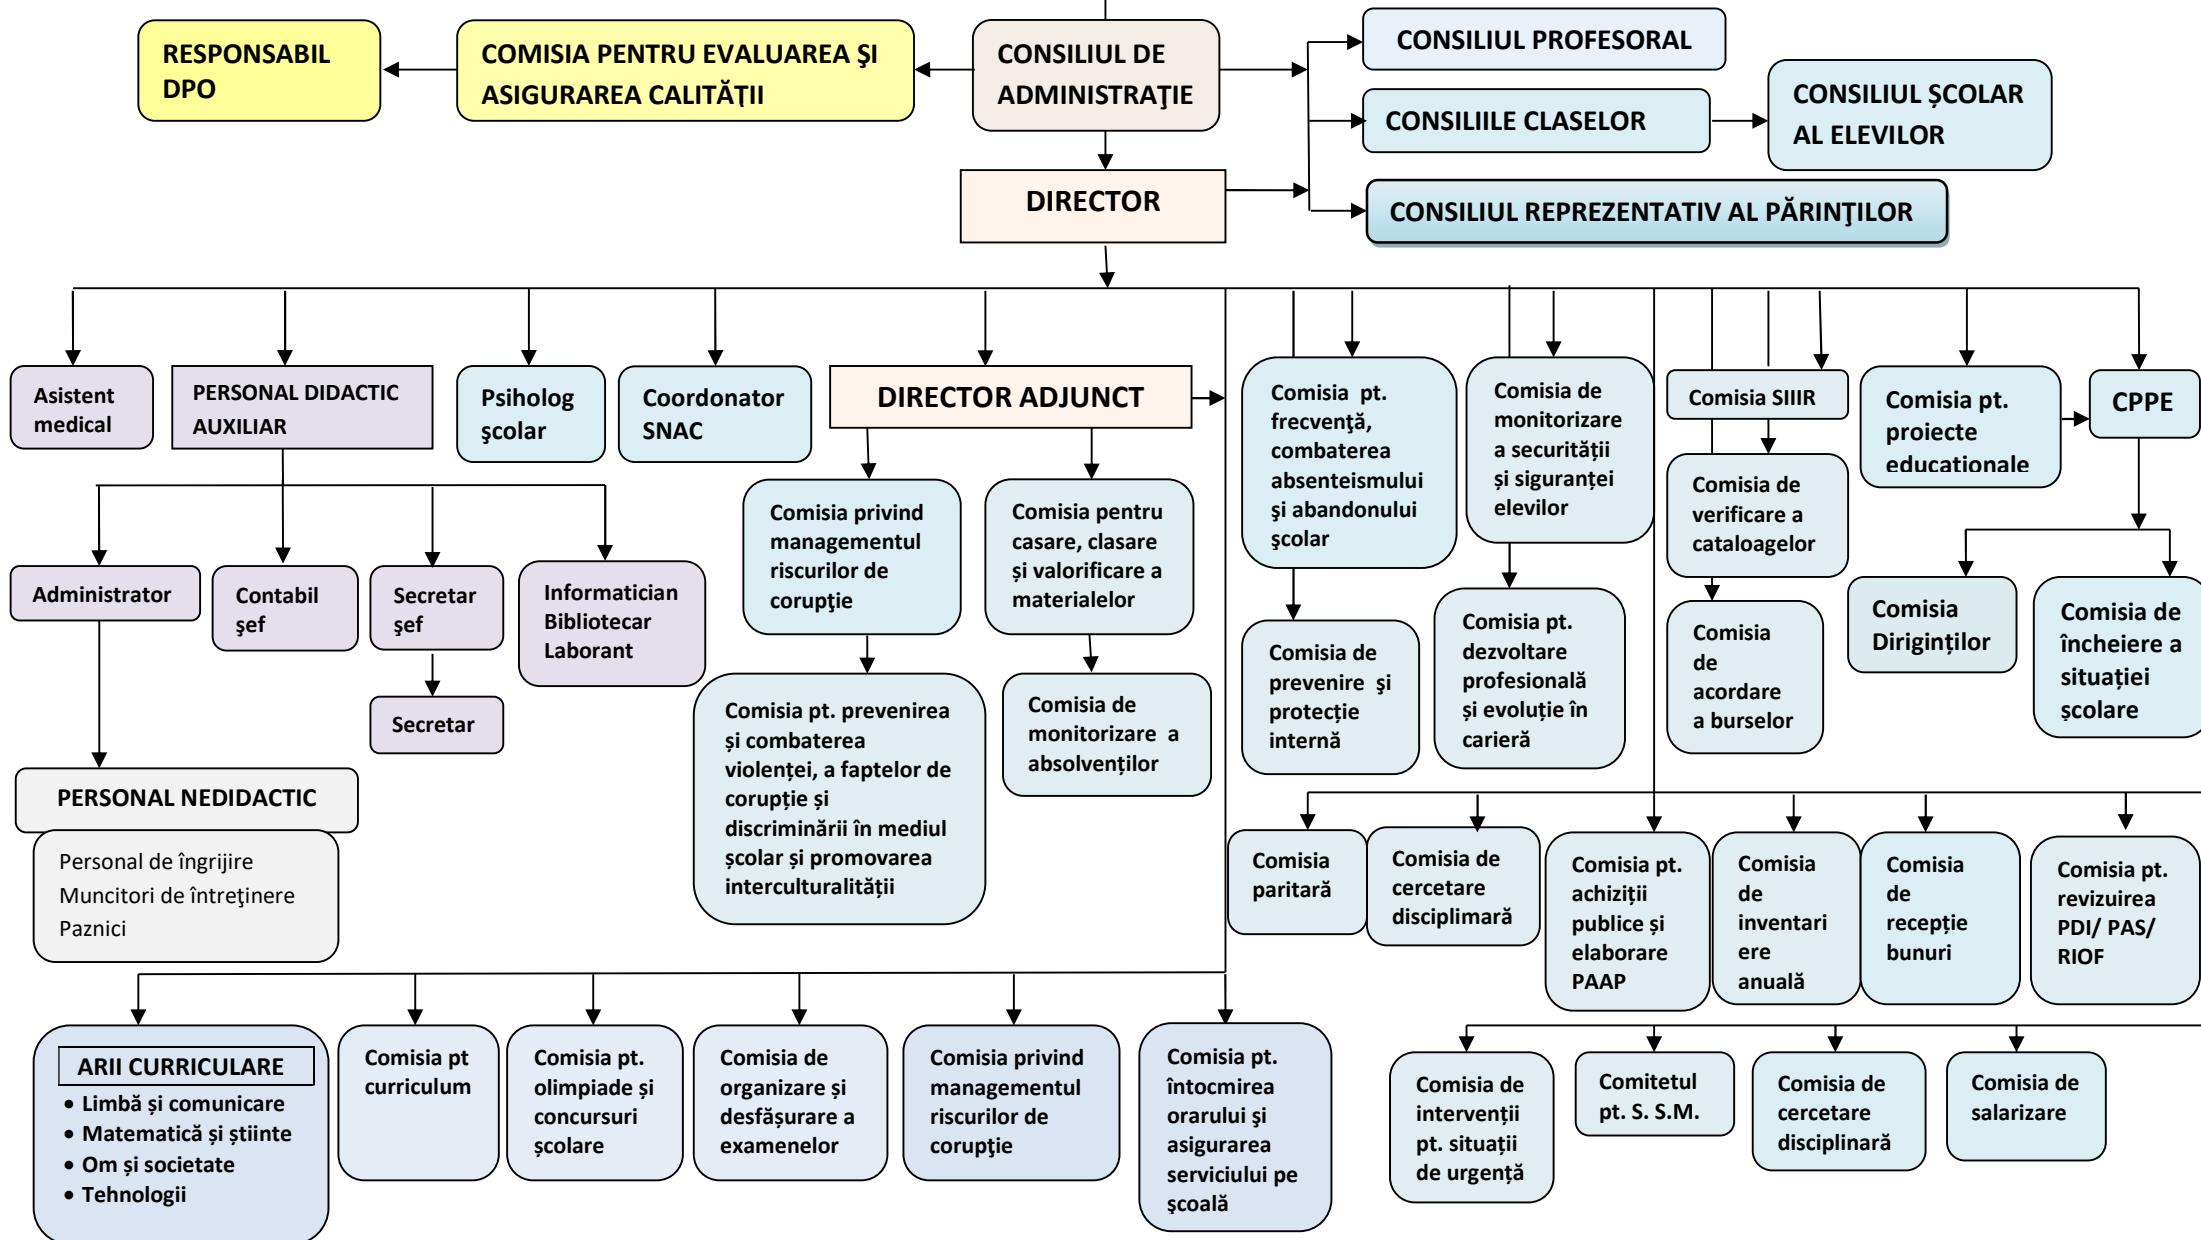 RESPONSABIL
DPO
COMISIA PENTRU EVALUAREA ŞI
ASIGURAREA CALITĂŢII
CONSILIUL DE
ADMINISTRAŢIE
CONSILIUL PROFESORAL
CONSILIILE CLASELOR
CONSILIUL ȘCOLAR
AL ELEVILOR
DIRECTOR
CONSILIUL REPREZENTATIV AL PĂRINŢILOR
Asistent
medical
PERSONAL DIDACTIC
AUXILIAR
Psiholog
şcolar
Coordonator
SNAC
DIRECTOR ADJUNCT
Comisia pt.
frecvenţă,
combaterea
absenteismului
şi abandonului
şcolar
Comisia de
monitorizare
a securității
și siguranței
elevilor
Comisia SIIIR
Comisia pt.
proiecte
educationale
CPPE
Comisia de
verificare a
cataloagelor
Comisia privind
managementul
riscurilor de
corupţie
Comisia pentru
casare, clasare
și valorificare a
materialelor
Administrator
Contabil
şef
Secretar
şef
Informatician
Bibliotecar
Laborant
Secretar
Comisia de
prevenire şi
protecție
internă
Comisia pt.
dezvoltare
profesională
și evoluție în
carieră
Comisia
de
acordare
a burselor
Comisia
Diriginților
Comisia de
încheiere a
situației
școlare
Comisia pt. prevenirea
și combaterea
violenței, a faptelor de
corupție și
discriminării în mediul
școlar și promovarea
interculturalității
Comisia de
monitorizare a
absolvenților
PERSONAL NEDIDACTIC
Personal de îngrijire
Muncitori de întreţinere
Paznici
Comisia
paritară
Comisia de
cercetare
disciplimară
Comisia pt.
achiziții
publice și
elaborare
PAAP
Comisia
de
inventari
ere
anuală
Comisia
de
recepție
bunuri
Comisia pt.
revizuirea
PDI/ PAS/
RIOF
ARII CURRICULARE
• Limbă și comunicare
• Matematică și științe
• Om și societate
• Tehnologii
Comisia pt
curriculum
Comisia pt.
olimpiade și
concursuri
școlare
Comisia de
organizare și
desfășurare a
examenelor
Comisia privind
managementul
riscurilor de
corupţie
Comisia pt.
întocmirea
orarului şi
asigurarea
serviciului pe
şcoală
Comisia de
intervenții
pt. situații
de urgență
Comitetul
pt. S. S.M.
Comisia de
cercetare
disciplinară
Comisia de
salarizare